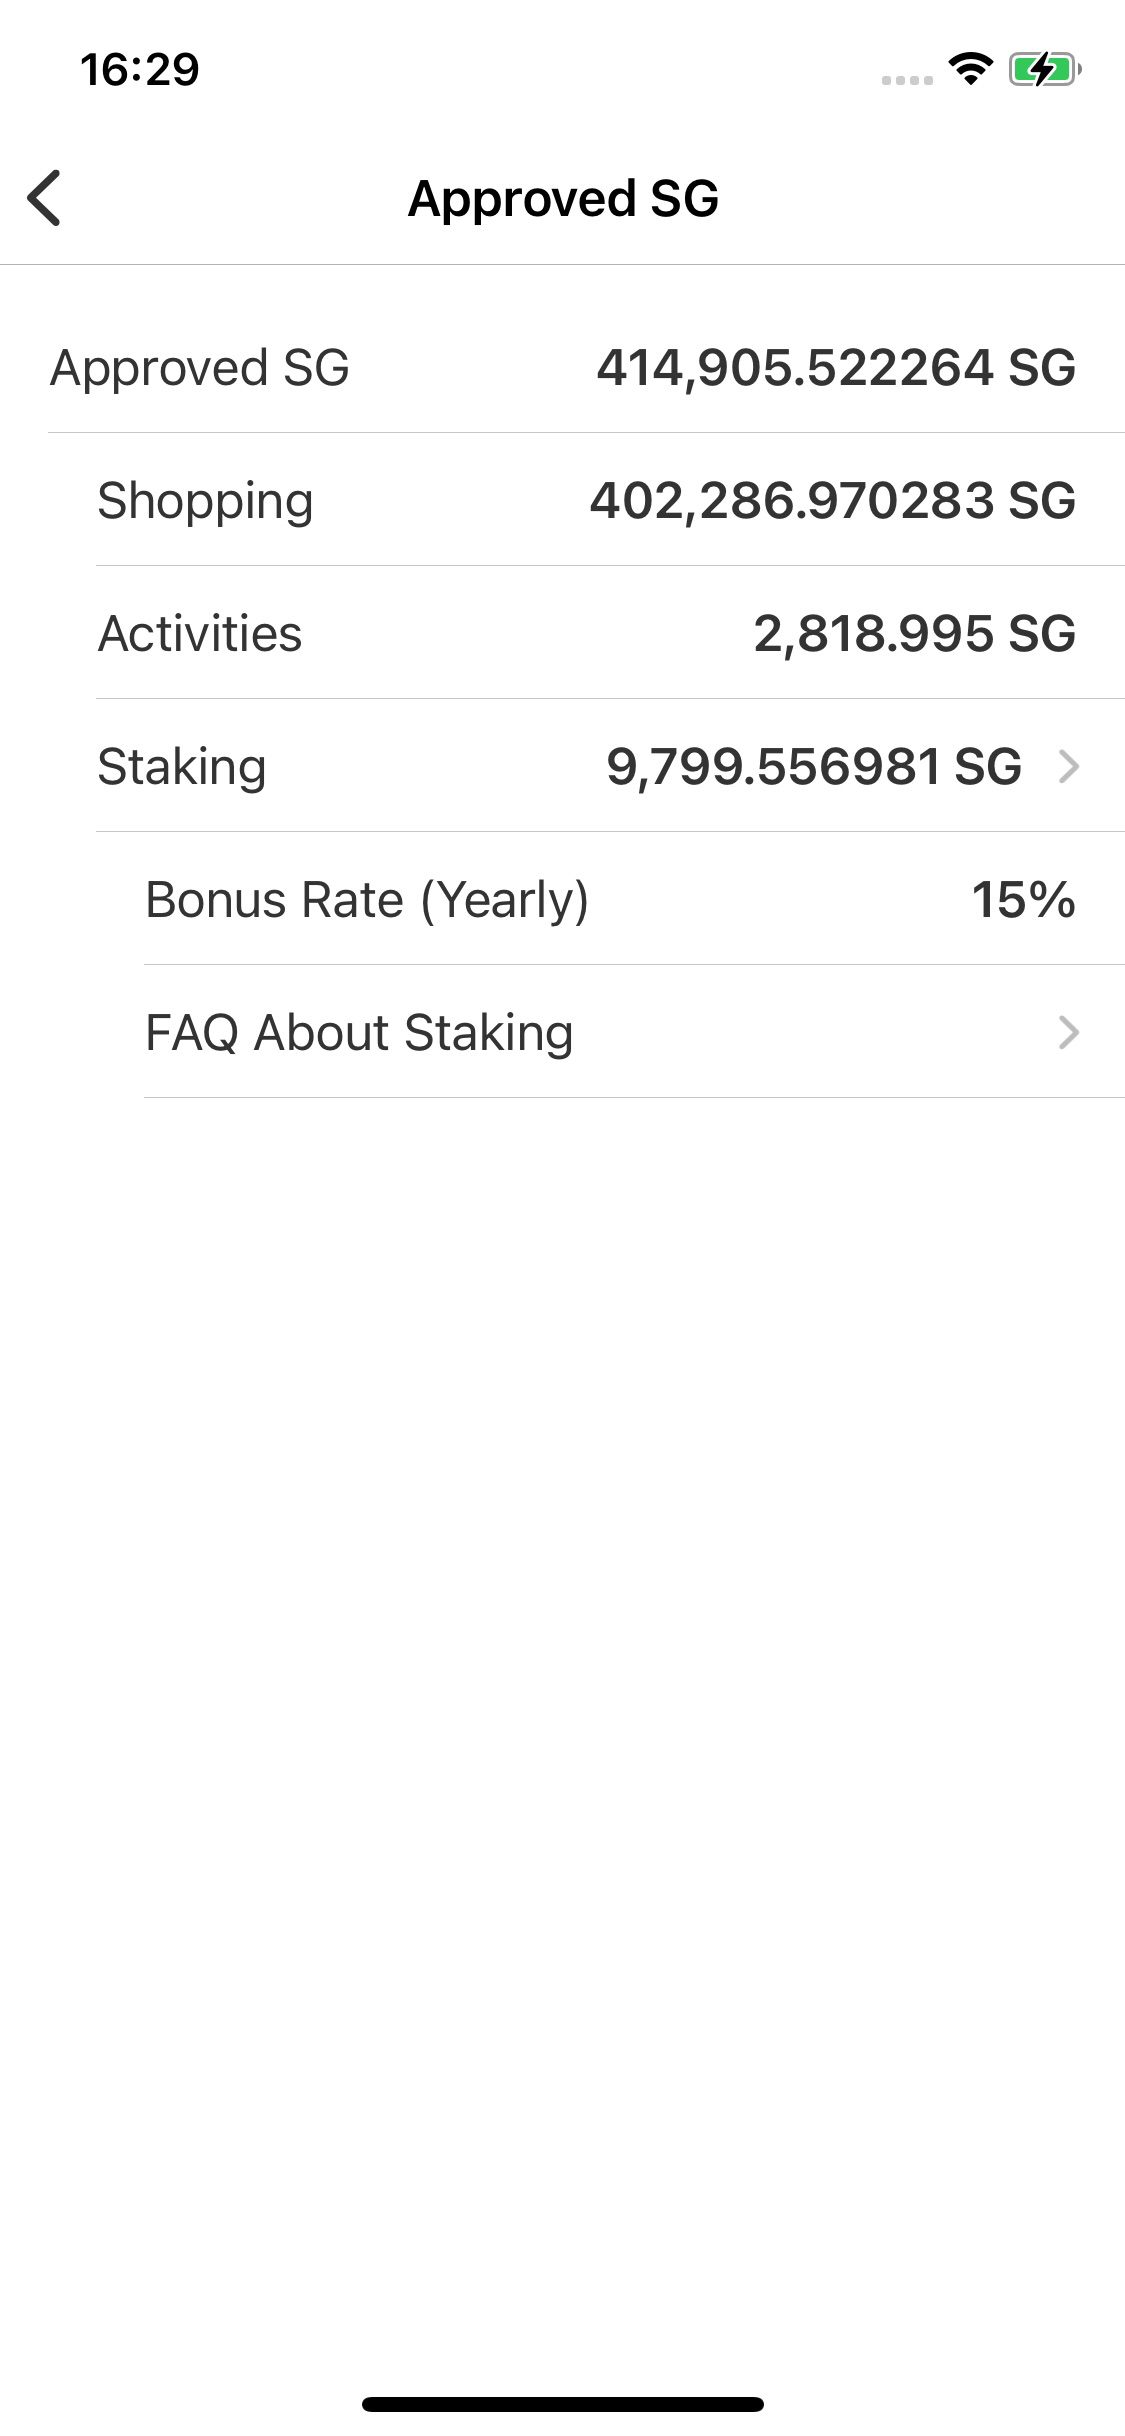 16:29
Approved SG
Approved SG 414,905.522264 SG
Shopping 402,286.970283 SG
Activities 2,818.995 SG
Staking 9,799.556981 SG
Bonus Rate (Yearly) 15%
FAQ About Staking